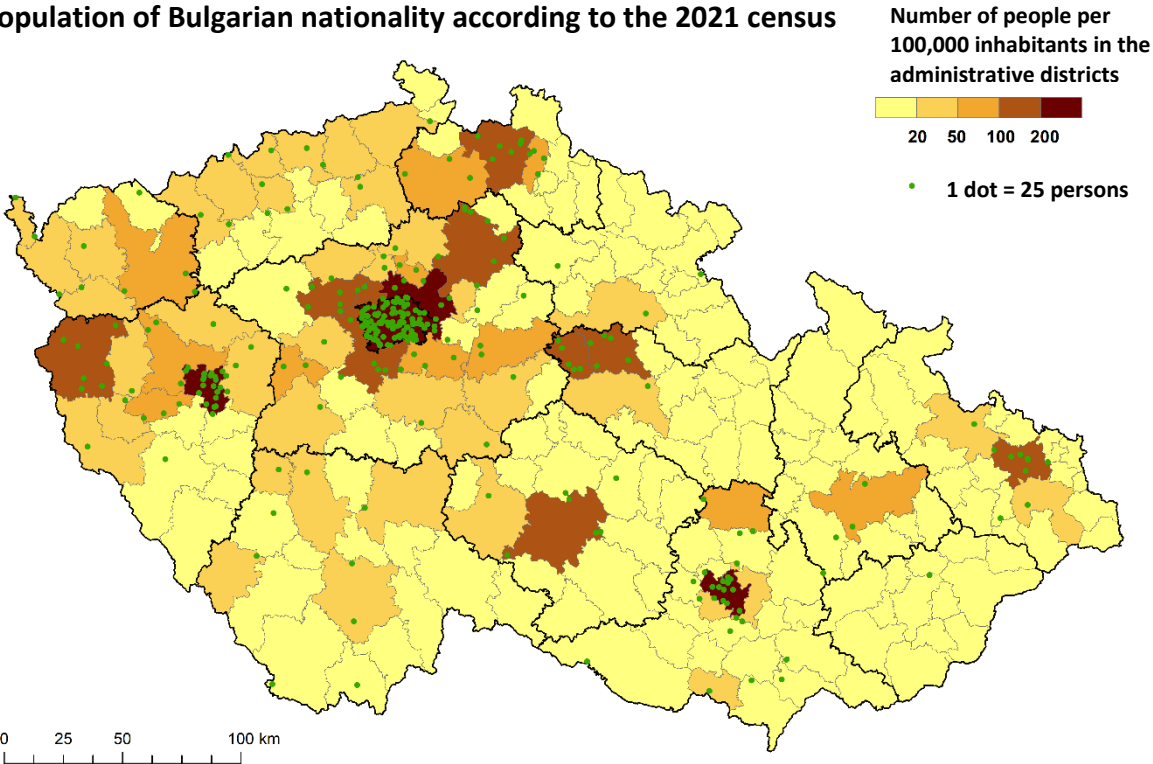 opulation of Bulgarian nationality according to the 2021 census
Number of people per
100,000 inhabitants in the
administrative districts
20 50 100 200
1 dot = 25 persons
0 25 50 100 km